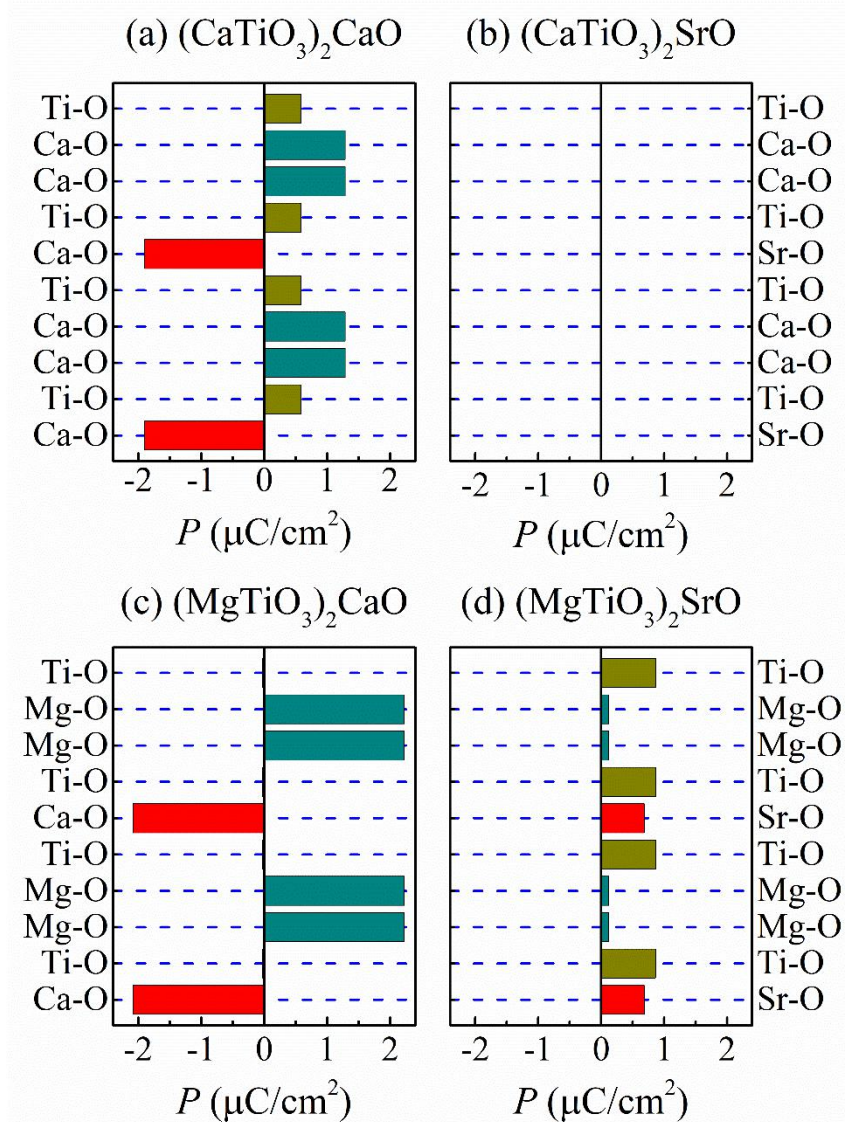 (a) (CaTiO₃)₂CaO
(b) (CaTiO₃)₂SrO
Ti-O
Ca-O
Ca-O
Ti-O
Ca-O
Ti-O
Ca-O
Ca-O
Ti-O
Ca-O
-2 -1 0 1 2
P (μC/cm²)
Ti-O
Ca-O
Ca-O
Ti-O
Sr-O
Ti-O
Ca-O
Ca-O
Ti-O
Sr-O
-2 -1 0 1 2
P (μC/cm²)
(c) (MgTiO₃)₂CaO
(d) (MgTiO₃)₂SrO
Ti-O
Mg-O
Mg-O
Ti-O
Ca-O
Ti-O
Mg-O
Mg-O
Ti-O
Ca-O
-2 -1 0 1 2
P (μC/cm²)
Ti-O
Mg-O
Mg-O
Ti-O
Sr-O
Ti-O
Mg-O
Mg-O
Ti-O
Sr-O
-2 -1 0 1 2
P (μC/cm²)